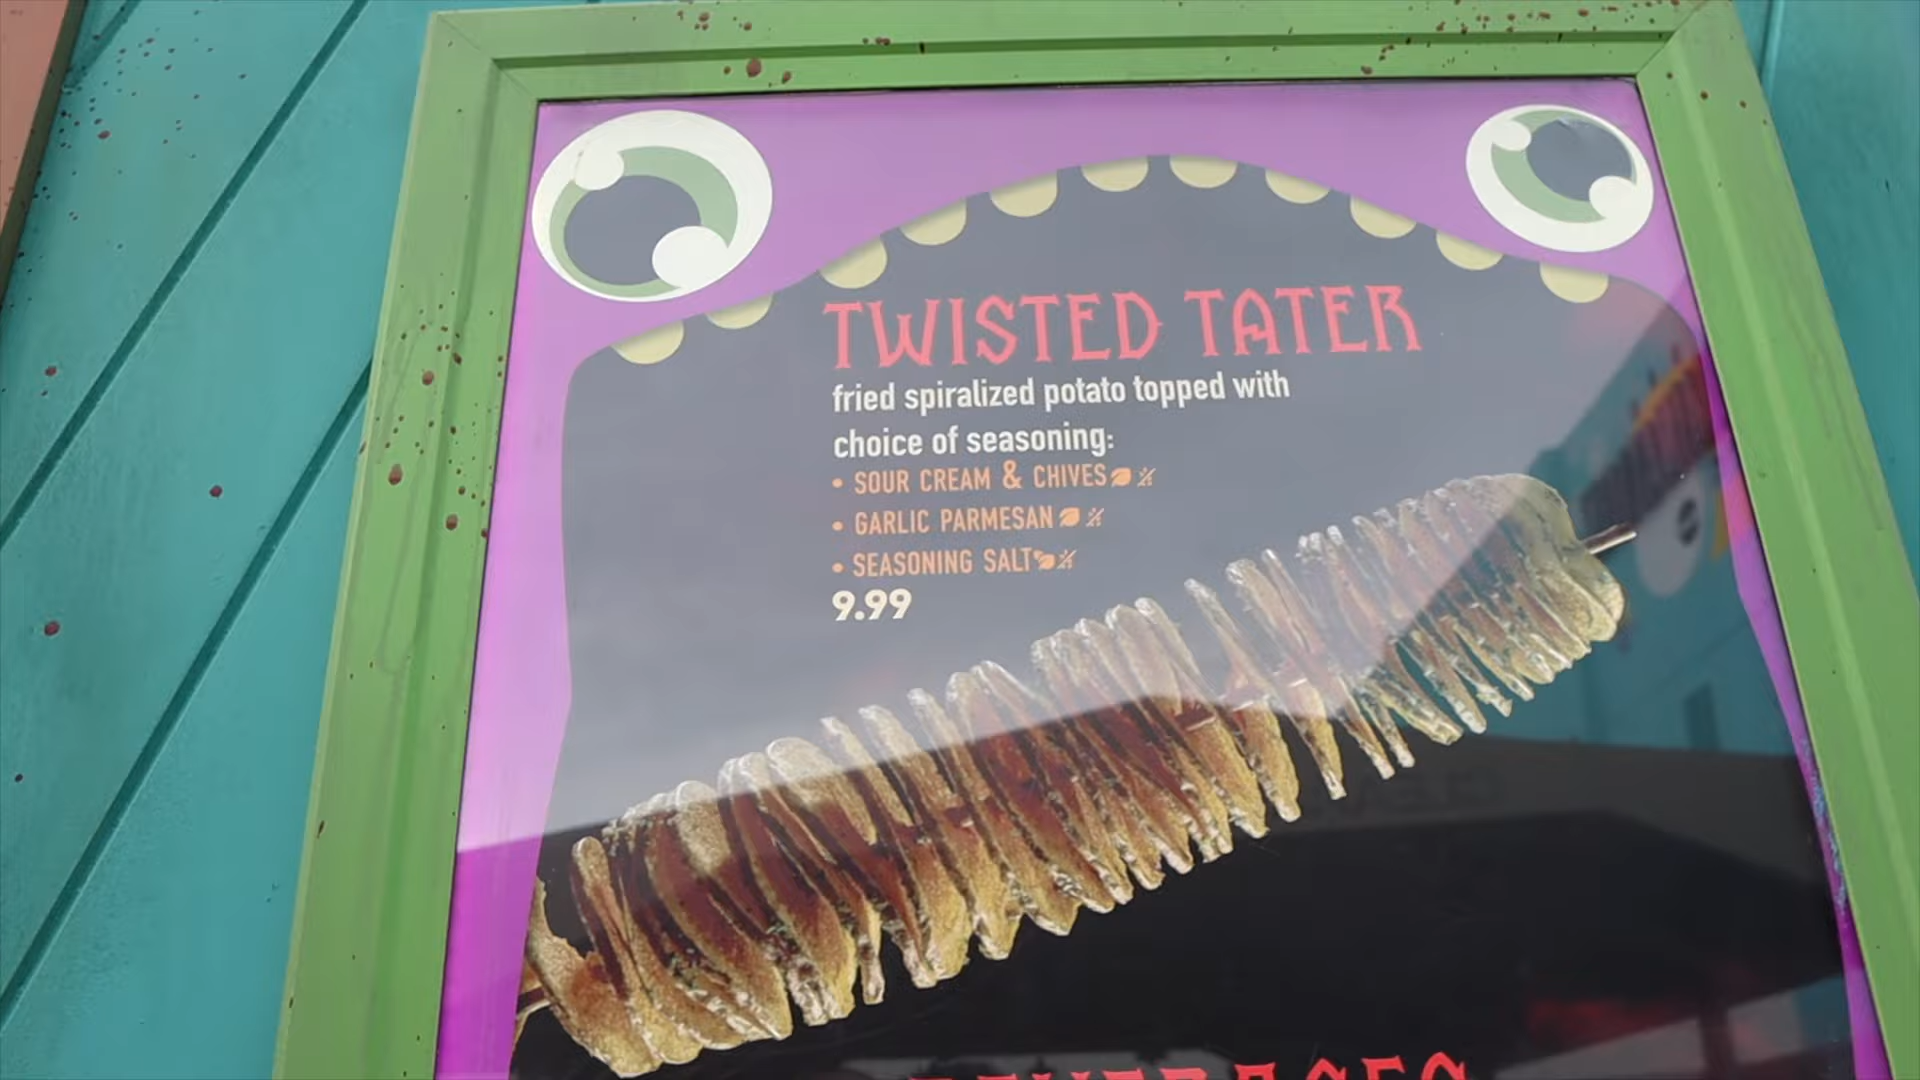 TWISTED TATER
fried spiralized potato topped with
choice of seasoning:
• SOUR CREAM & CHIVES
• GARLIC PARMESAN
• SEASONING SALT
9.99
BEVERAGES